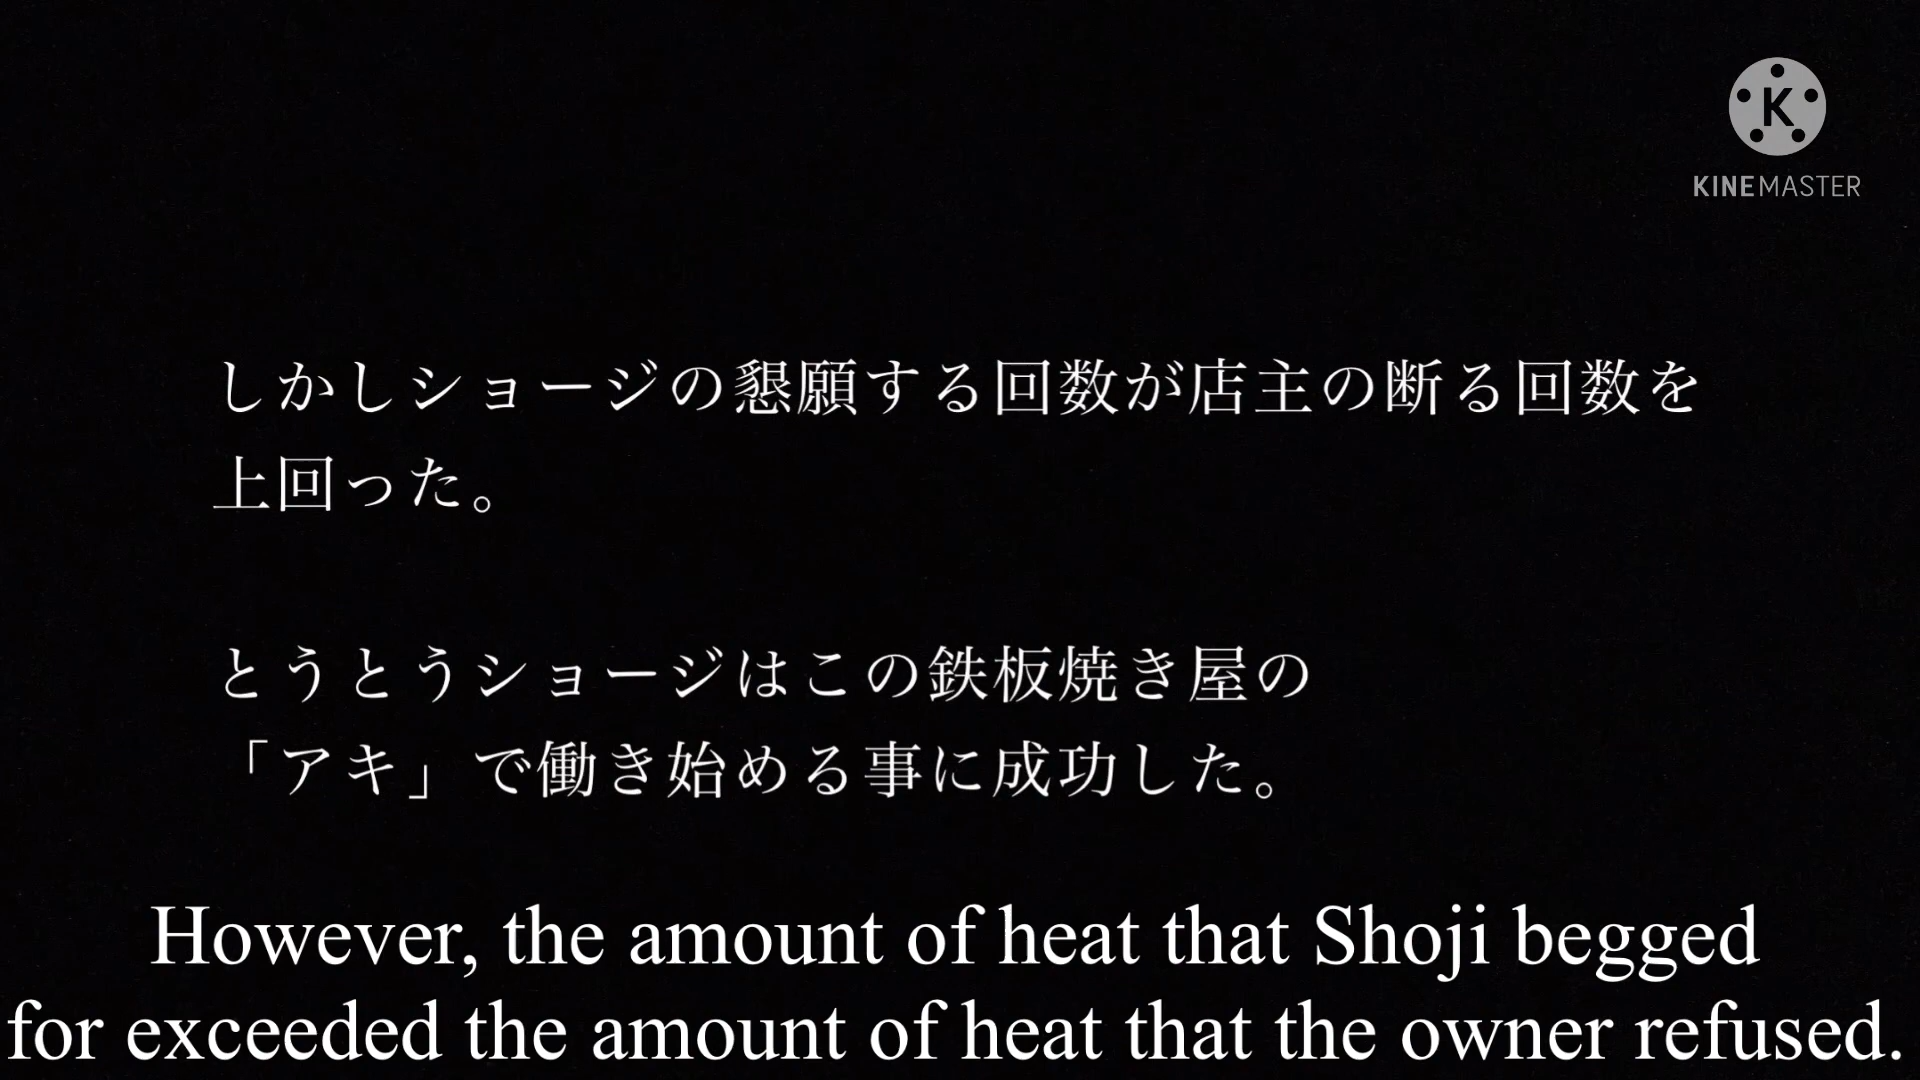 KINEMASTER
しかしショージの懇願する回数が店主の断る回数を
上回った。
とうとうショージはこの鉄板焼き屋の
「アキ」で働き始める事に成功した。
However, the amount of heat that Shoji begged
for exceeded the amount of heat that the owner refused.